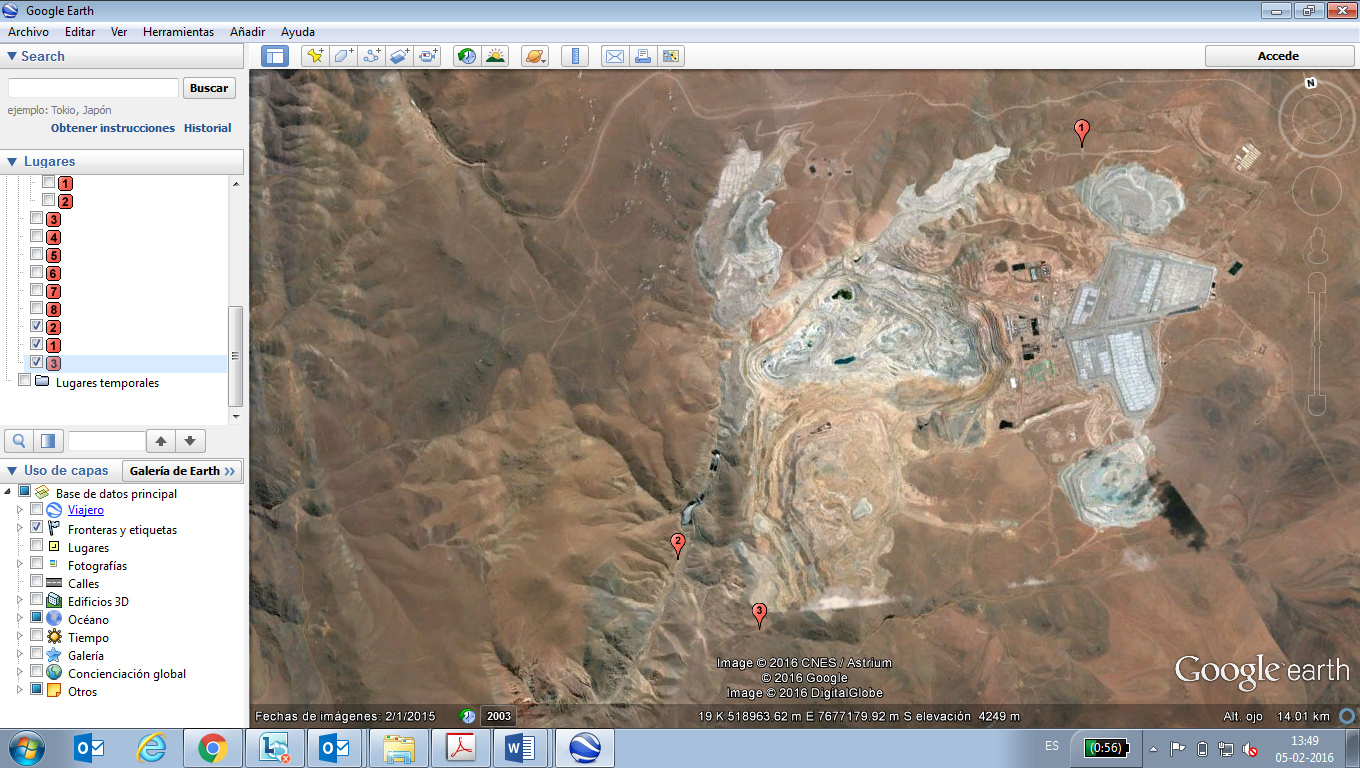 Google Earth
Archivo Editar Ver Herramientas Añadir Ayuda
Search
Accede
Buscar
ejemplo: Tokio, Japón
Obtener instrucciones Historial
Lugares
1
2
3
4
5
6
7
8
2
1
3
Lugares temporales
Uso de capas Galería de Earth »
Base de datos principal
Viajero
Fronteras y etiquetas
Lugares
Fotografías
Calles
Edificios 3D
Océano
Tiempo
Galería
Concienciación global
Otros
N
1
2
3
Image © 2016 CNES / Astrium
© 2016 Google
Image © 2016 DigitalGlobe
Google earth
Fechas de imágenes: 2/1/2015 2003 19 K 518963.62 m E 7677179.92 m S elevación 4249 m Alt. ojo 14.01 km
ES (0:56) 13:49
05-02-2016